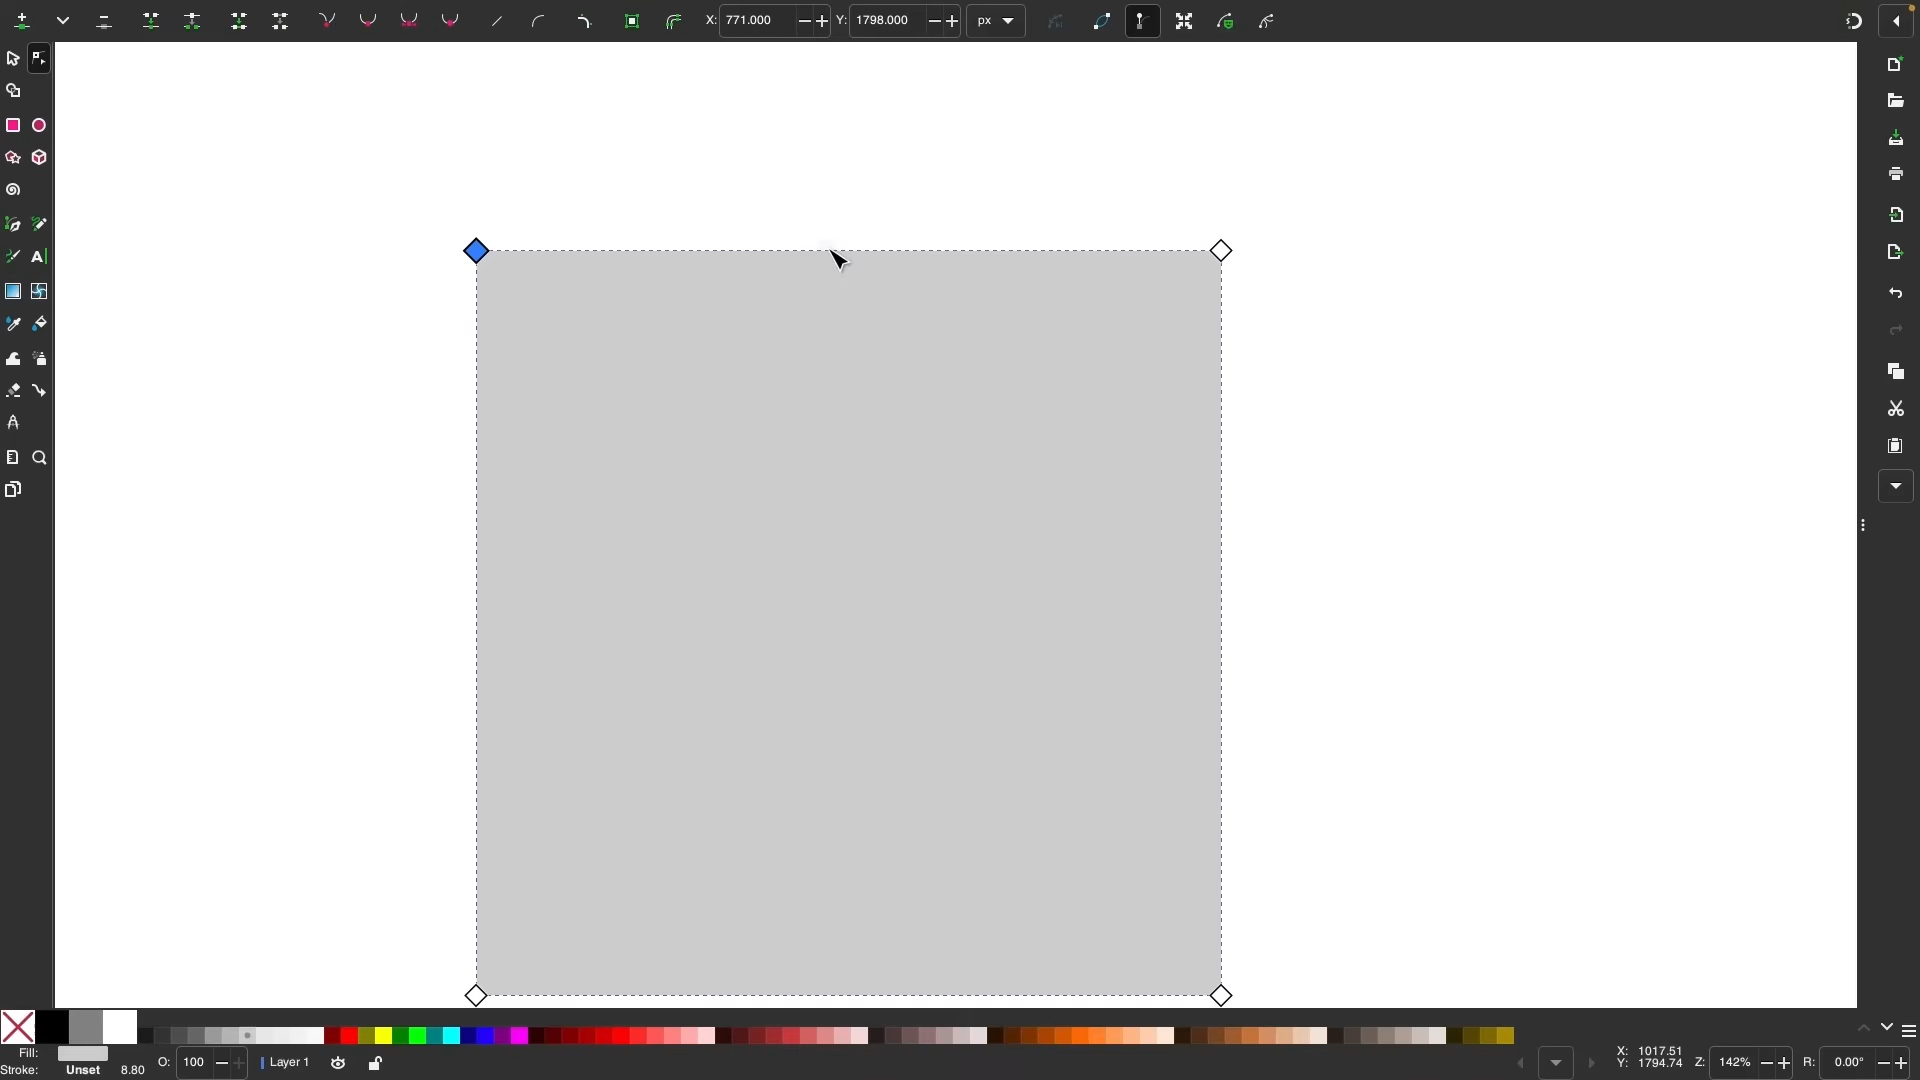 X: 771.000 Y: 1798.000 px
A
Fill:
Stroke: Unset 8.80
O: 100
Layer 1
X: 1017.51
Y: 1794.74
Z: 142%
R: 0.00°